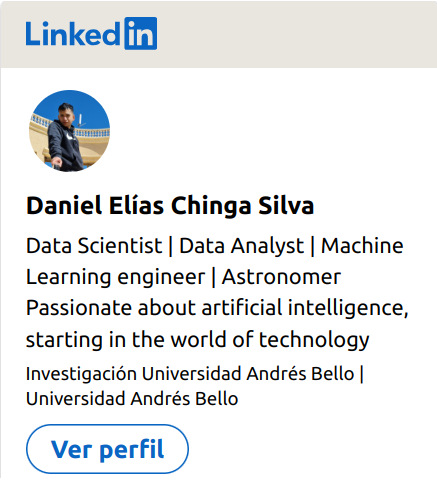 Linkedin
Daniel Elías Chinga Silva
Data Scientist | Data Analyst | Machine
Learning engineer | Astronomer
Passionate about artificial intelligence,
starting in the world of technology
Investigación Universidad Andrés Bello |
Universidad Andrés Bello
Ver perfil